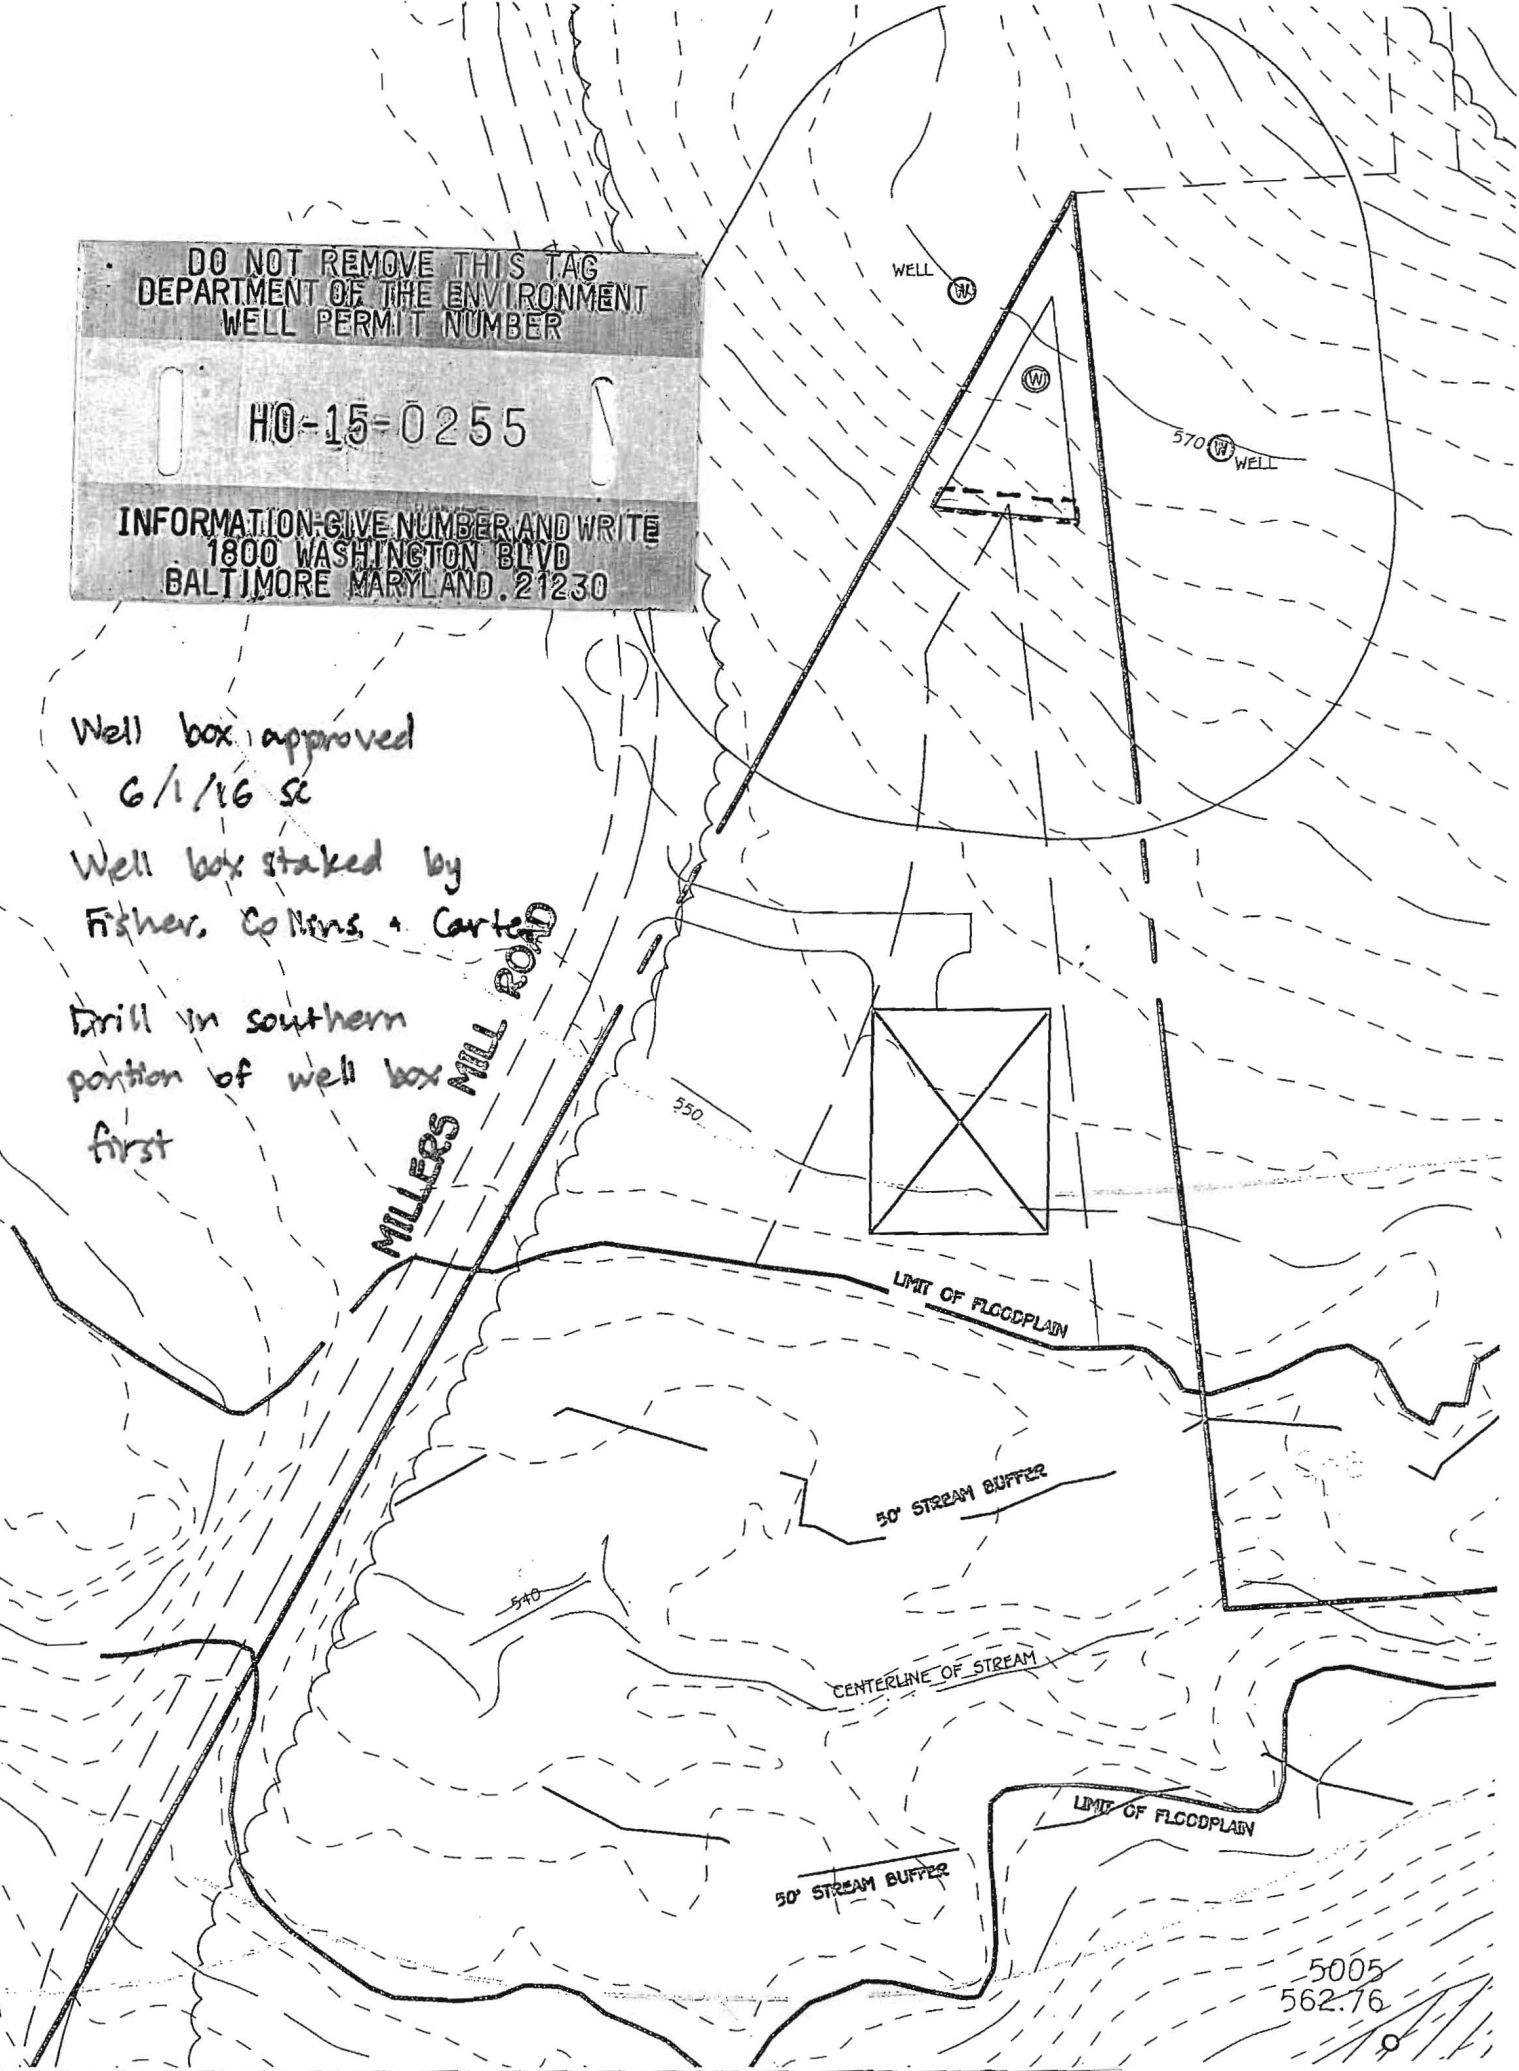 DO NOT REMOVE THIS TAG
DEPARTMENT OF THE ENVIRONMENT
WELL PERMIT NUMBER
HO-15-0255
INFORMATION-GIVE NUMBER AND WRITE
1800 WASHINGTON BLVD
BALTIMORE MARYLAND. 21230
WELL
W
W
570
W
WELL
Well box approved
6/1/16 SC
Well box staked by
Fisher, Collins, + Carter
Drill in southern
portion of well box
first
MILLERS MILL ROAD
550
LIMIT OF FLOODPLAIN
50' STREAM BUFFER
540
CENTERLINE OF STREAM
LIMIT OF FLOODPLAIN
50' STREAM BUFFER
5005
562.76